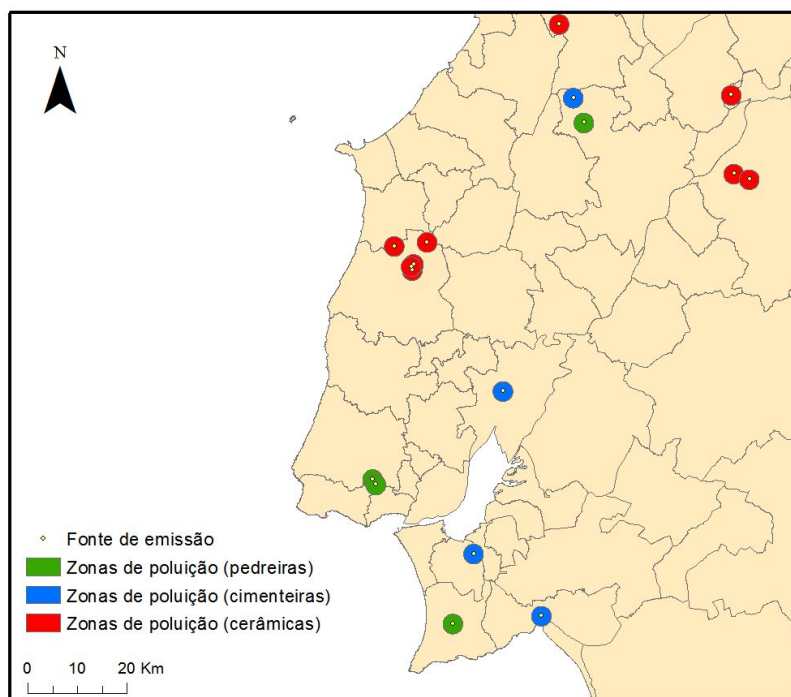 N
Fonte de emissão
Zonas de poluição (pedreiras)
Zonas de poluição (cimenteiras)
Zonas de poluição (cerâmicas)
0 10 20 Km